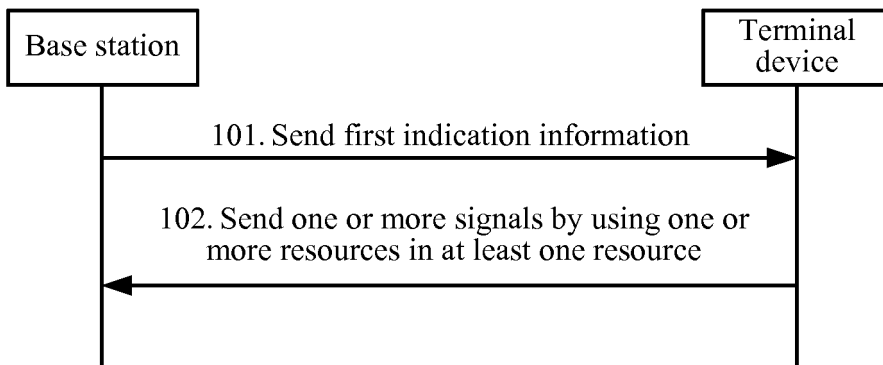 Base station
Terminal
device
101. Send first indication information
102. Send one or more signals by using one or
more resources in at least one resource